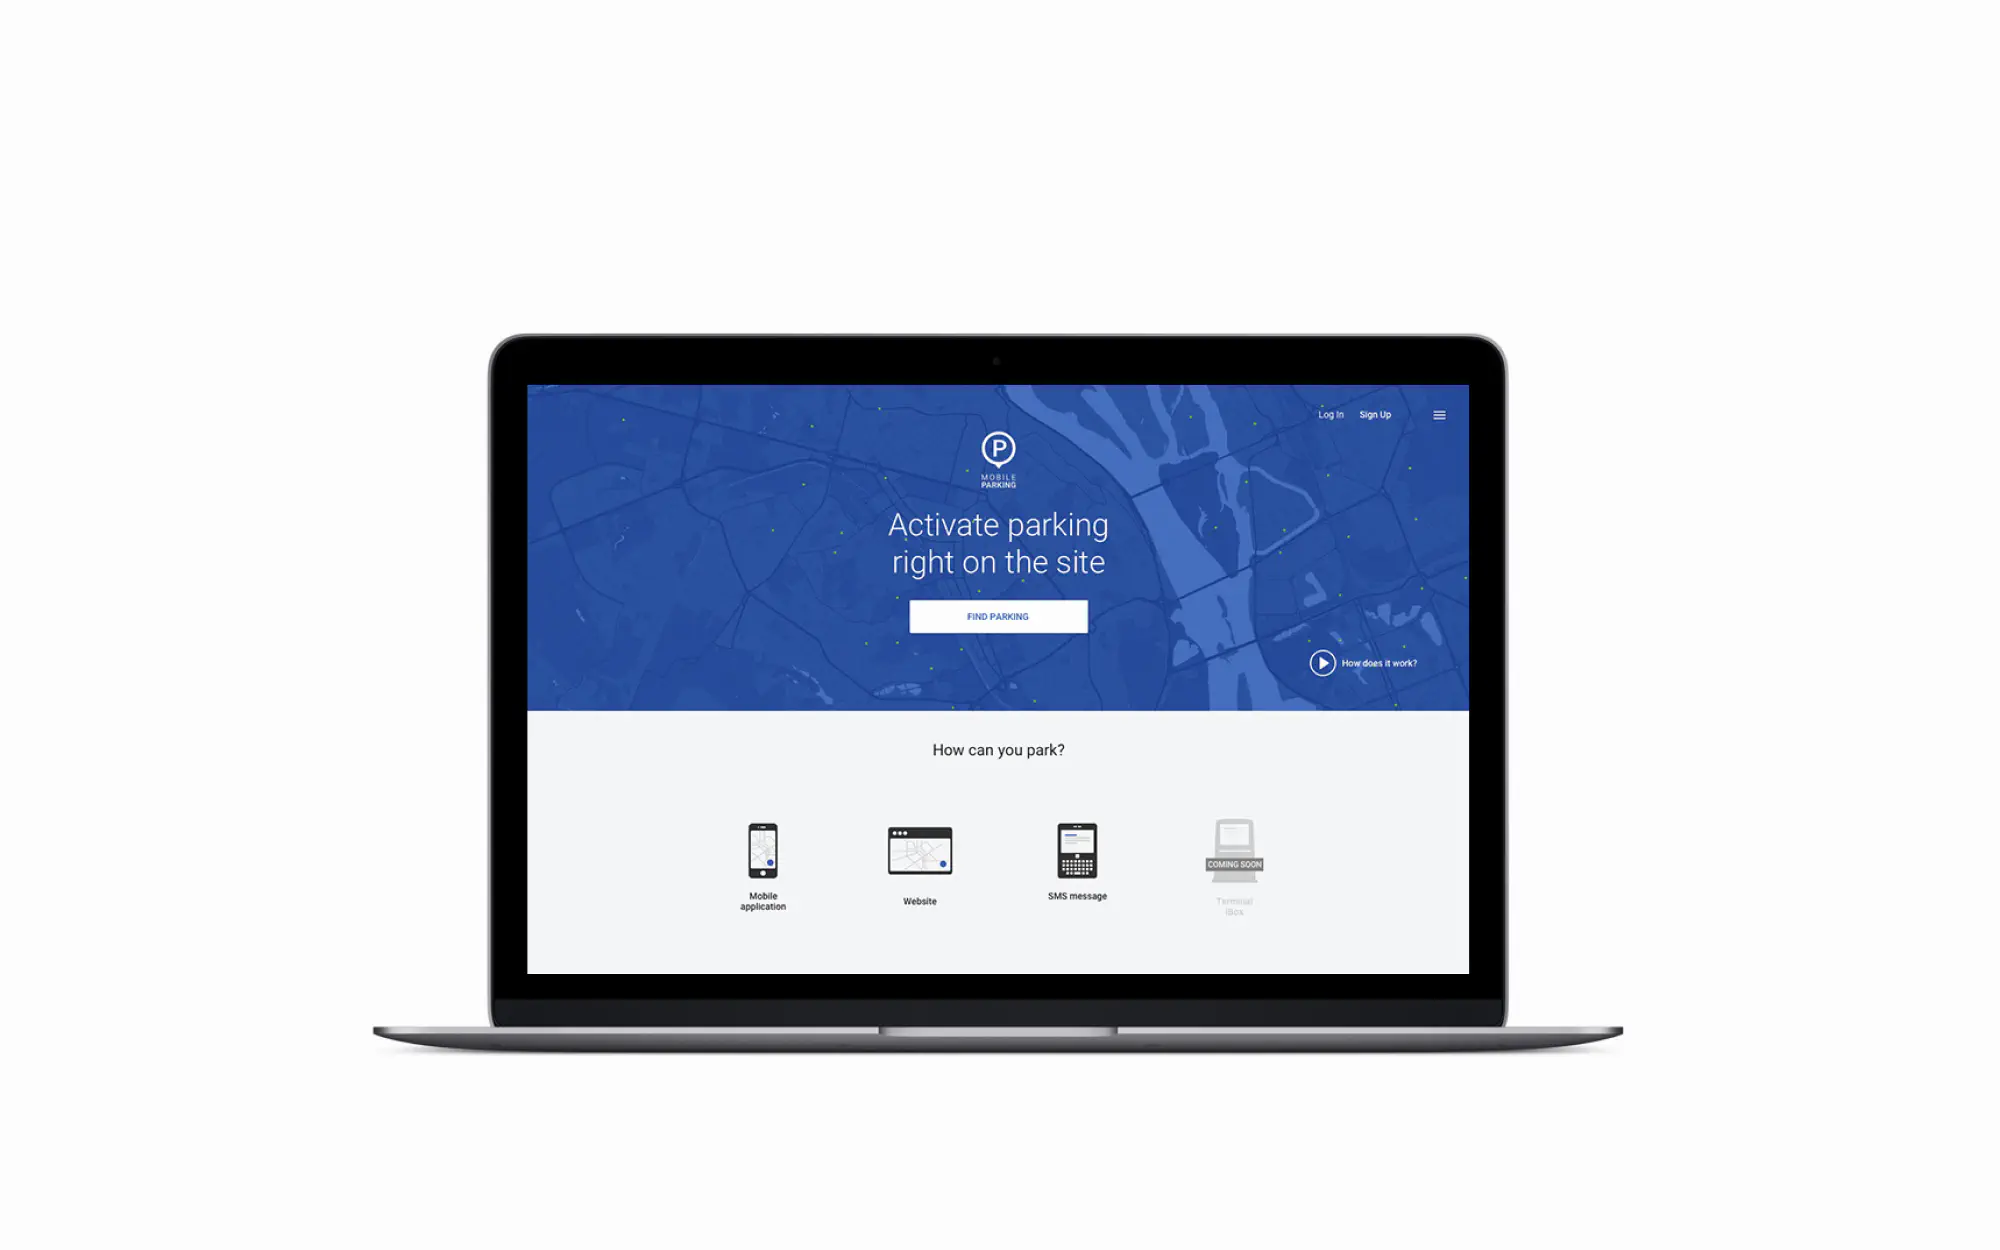 Log In Sign Up
P
MOBILE
PARKING
Activate parking
right on the site
FIND PARKING
How does it work?
How can you park?
Mobile
application
Website
SMS message
COMING SOON
Terminal
iBox